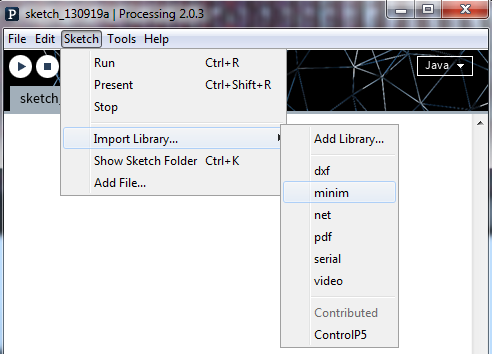 P sketch_130919a | Processing 2.0.3
File Edit Sketch Tools Help
Java
sketch_
Run Ctrl+R
Present Ctrl+Shift+R
Stop
Import Library...
Show Sketch Folder Ctrl+K
Add File...
Add Library...
dxf
minim
net
pdf
serial
video
Contributed
ControlP5